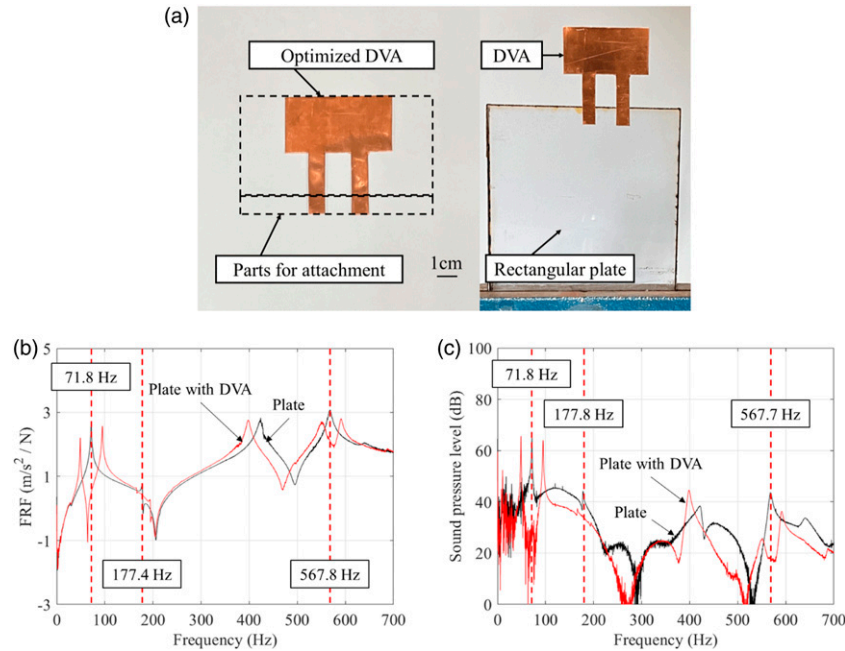 (a)
Optimized DVA
DVA
Parts for attachment
1cm
Rectangular plate
(b)
5
3
1
-1
-3
FRF (m/s² / N)
71.8 Hz
Plate with DVA
Plate
177.4 Hz
567.8 Hz
0 100 200 300 400 500 600 700
Frequency (Hz)
(c)
100
80
60
40
20
0
Sound pressure level (dB)
71.8 Hz
177.8 Hz
567.7 Hz
Plate with DVA
Plate
0 100 200 300 400 500 600 700
Frequency (Hz)